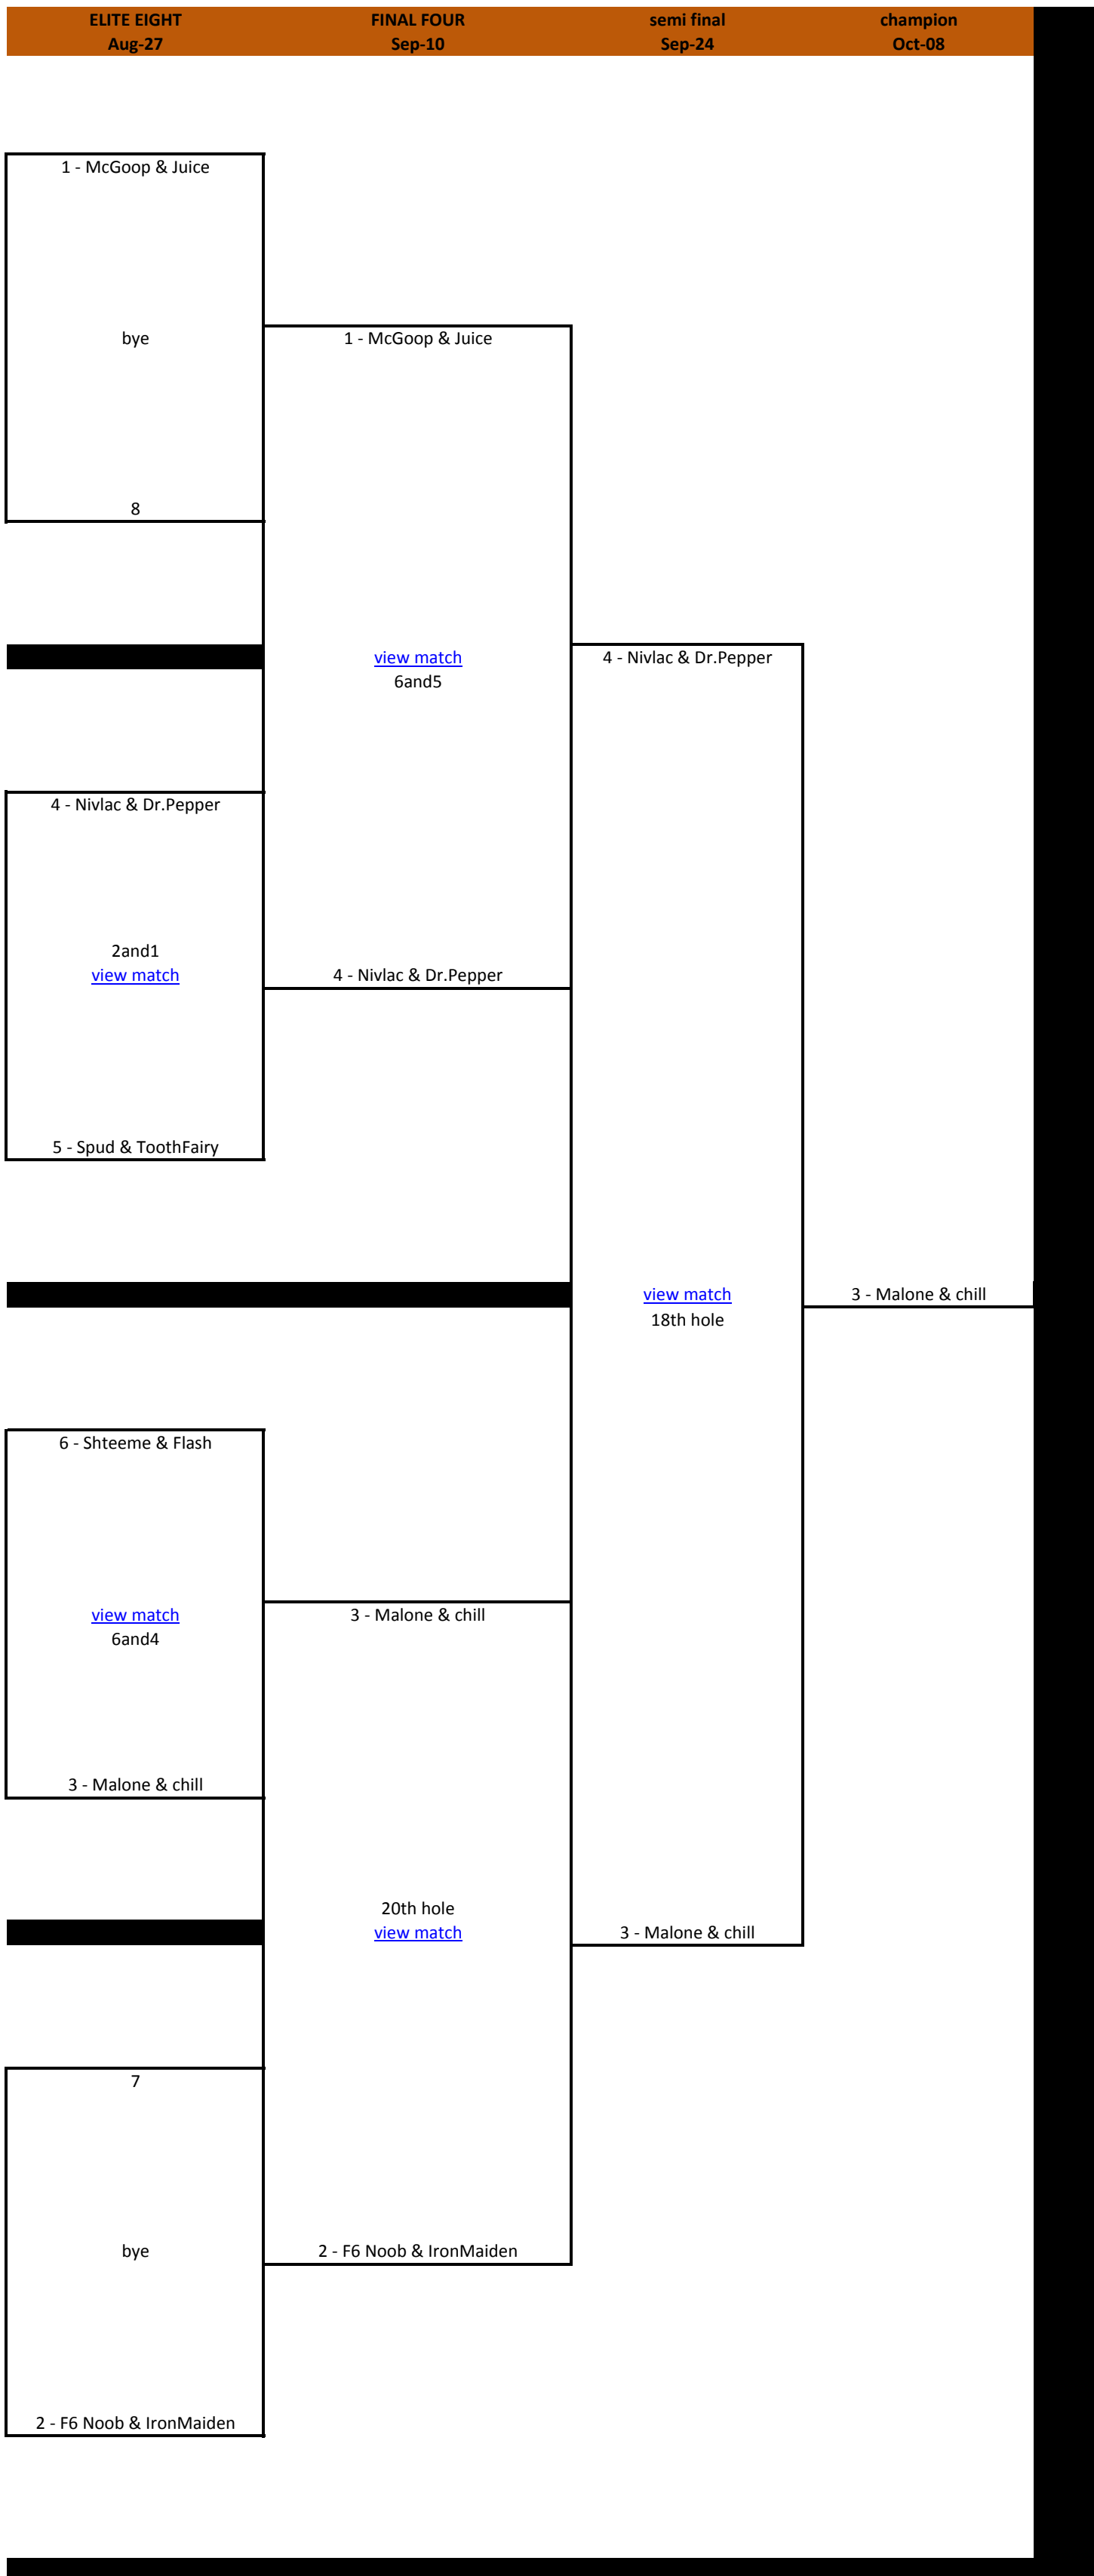 ELITE EIGHT FINAL FOUR semi final champion
Aug-27 Sep-10 Sep-24 Oct-08
1 - McGoop & Juice
bye 1 - McGoop & Juice
8
view match 4 - Nivlac & Dr.Pepper
6and5
4 - Nivlac & Dr.Pepper
2and1
view match 4 - Nivlac & Dr.Pepper
5 - Spud & ToothFairy
view match 3 - Malone & chill
18th hole
6 - Shteeme & Flash
view match 3 - Malone & chill
6and4
3 - Malone & chill
20th hole
view match 3 - Malone & chill
7
bye 2 - F6 Noob & IronMaiden
2 - F6 Noob & IronMaiden